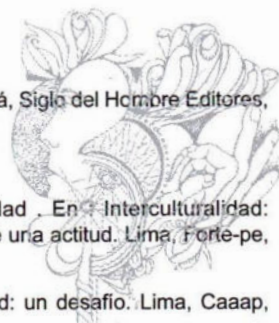 á, Siglo del Hombre Editores,
dad . En : Interculturalidad:
e una actitud. Lima, Forte-pe,
d: un desafío. Lima, Caaap,